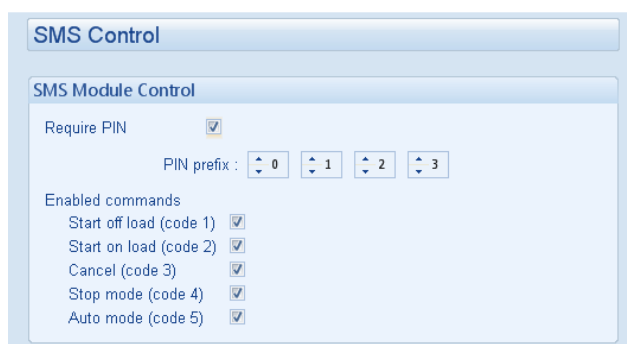 SMS Control
SMS Module Control
Require PIN
PIN prefix : 0 1 2 3
Enabled commands
Start off load (code 1)
Start on load (code 2)
Cancel (code 3)
Stop mode (code 4)
Auto mode (code 5)